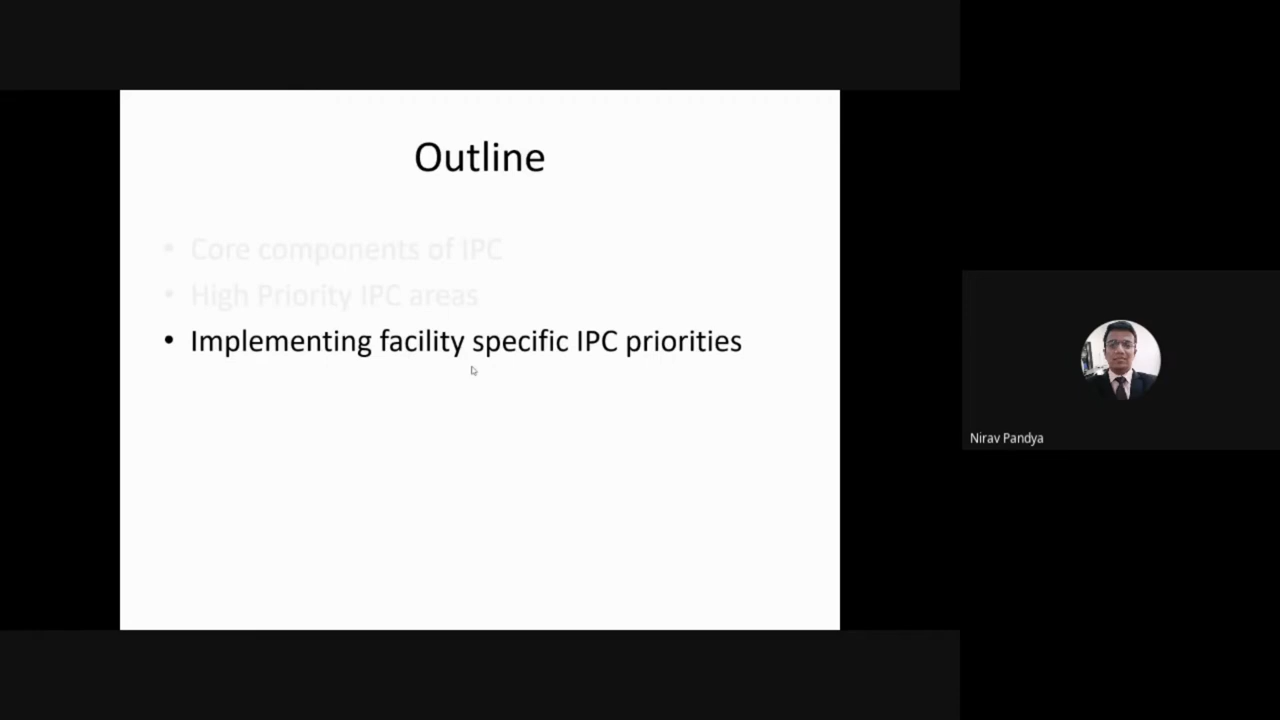 Outline
• Core components of IPC
• High Priority IPC areas
• Implementing facility specific IPC priorities
Nirav Pandya